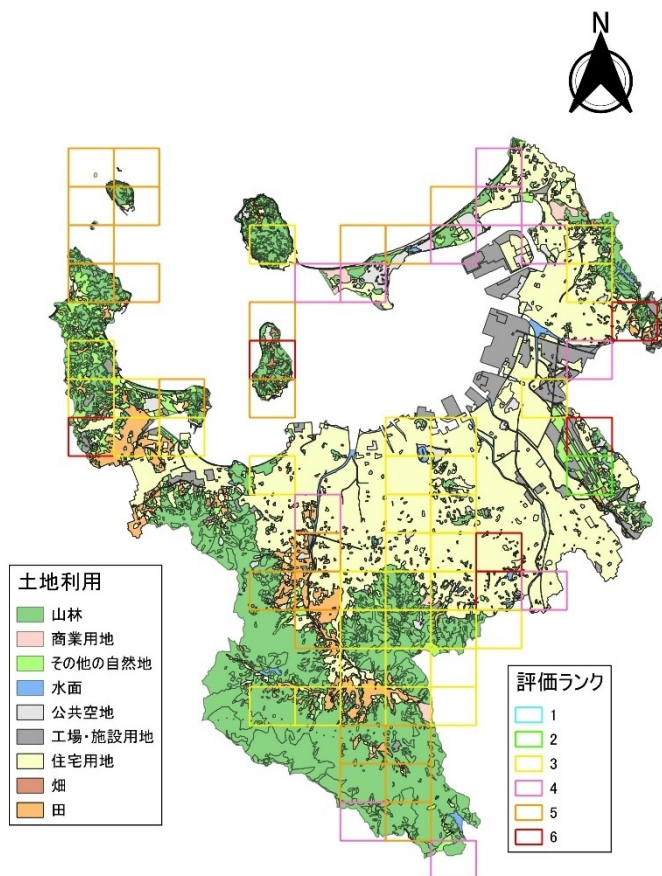 N
土地利用
山林
商業用地
その他の自然地
水面
公共空地
工場・施設用地
住宅用地
畑
田
評価ランク
1
2
3
4
5
6